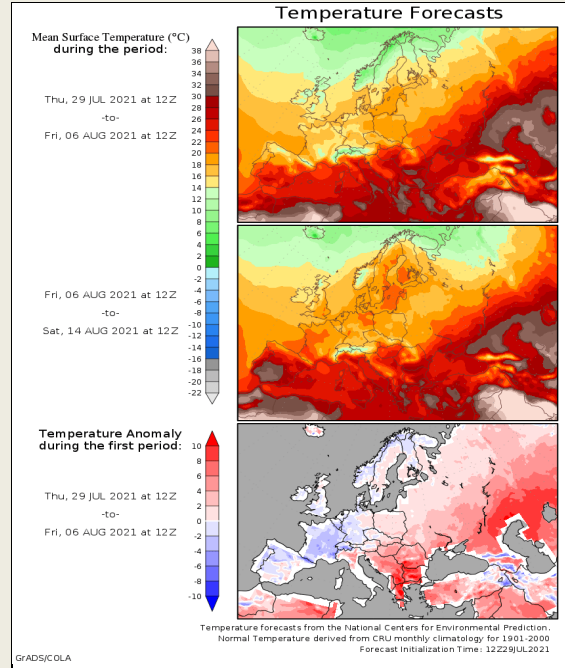 Temperature Forecasts
Mean Surface Temperature (°C)
during the period:
Thu, 29 JUL 2021 at 12Z
-to-
Fri, 06 AUG 2021 at 12Z
38
36
34
32
30
28
26
24
22
20
18
16
14
12
10
8
6
4
2
0
-2
-4
-6
-8
-10
-12
-14
-16
-18
-20
-22
Fri, 06 AUG 2021 at 12Z
-to-
Sat, 14 AUG 2021 at 12Z
Temperature Anomaly
during the first period:
Thu, 29 JUL 2021 at 12Z
-to-
Fri, 06 AUG 2021 at 12Z
10
8
6
4
2
0
-2
-4
-6
-8
-10
Temperature forecasts from the National Centers for Environmental Prediction.
Normal Temperature derived from CRU monthly climatology for 1901-2000
Forecast Initialization Time: 12Z29JUL2021
GrADS/COLA